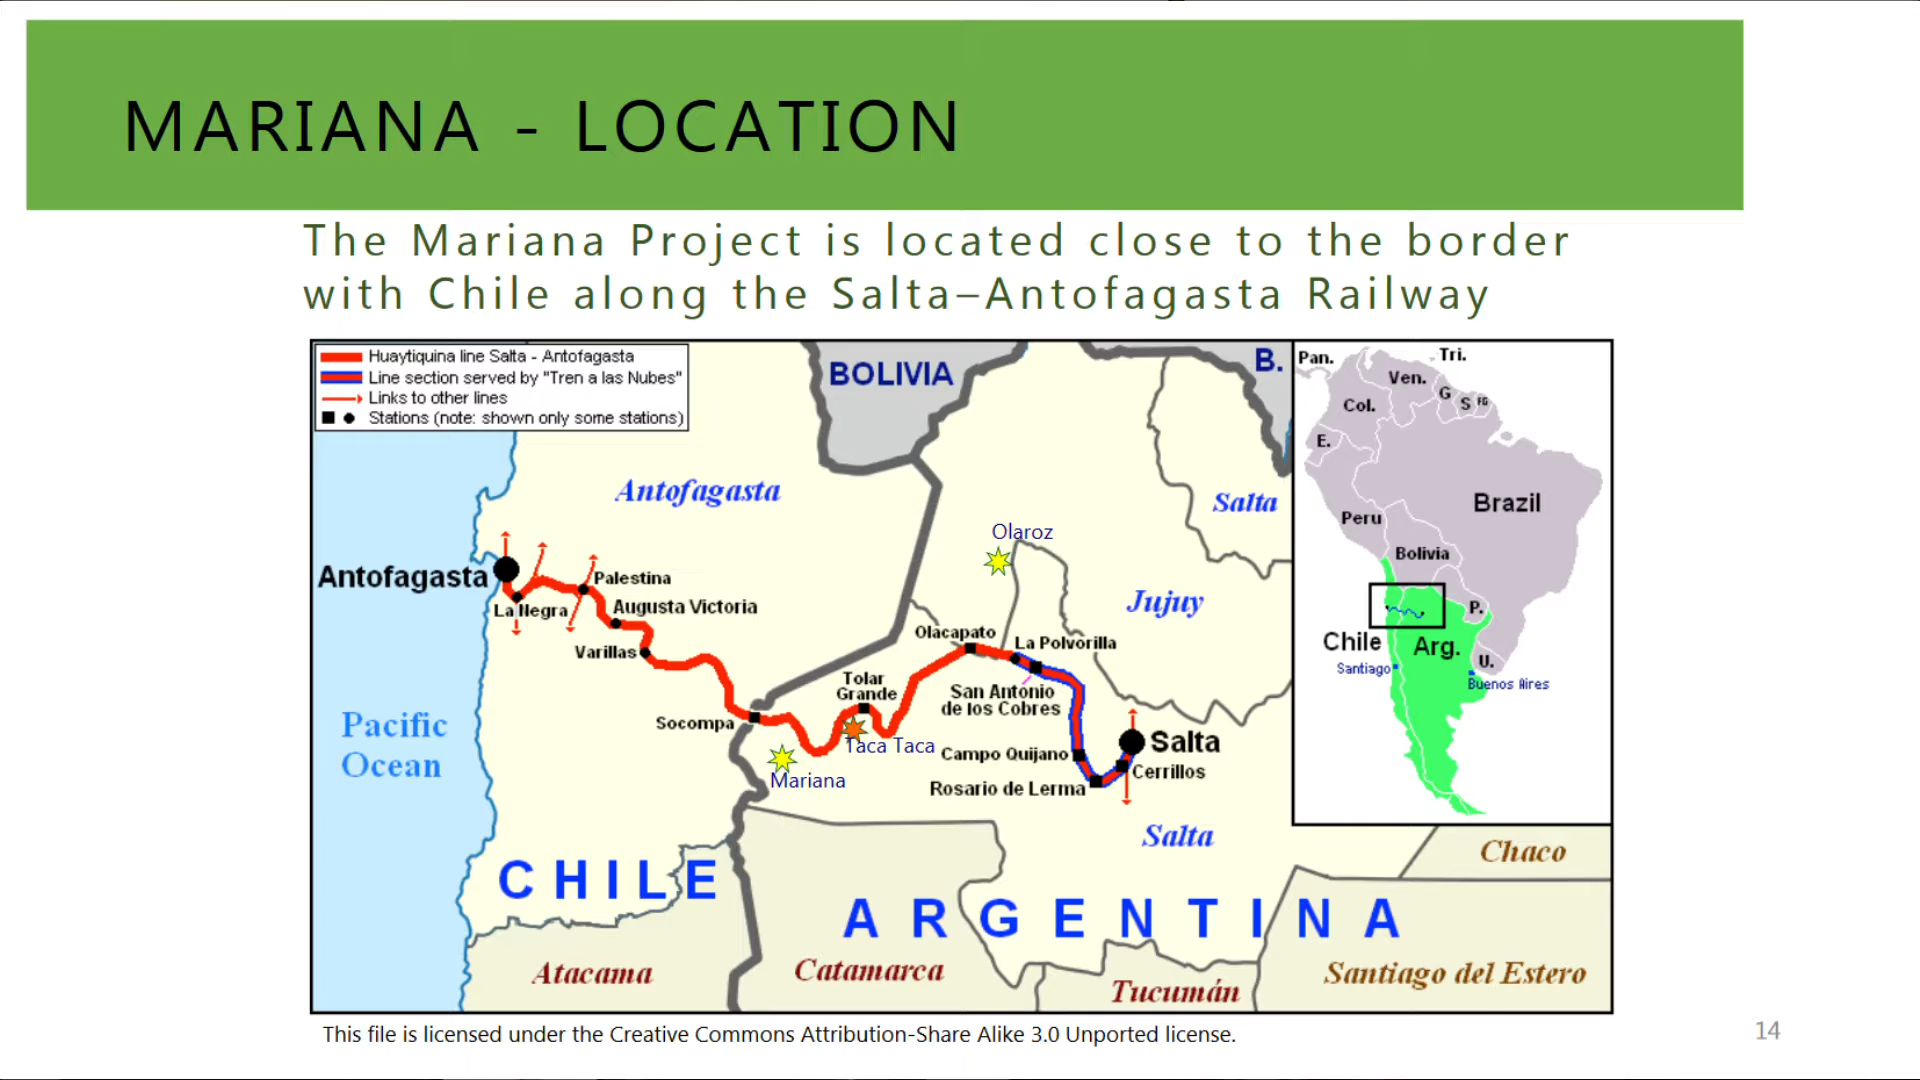 MARIANA - LOCATION
The Mariana Project is located close to the border
with Chile along the Salta–Antofagasta Railway
Huaytiquina line Salta - Antofagasta
Line section served by "Tren a las Nubes"
Links to other lines
Stations (note: shown only some stations)
BOLIVIA
B.
Antofagasta
Salta
Olaroz
Antofagasta
Palestina
La Negra
Augusta Victoria
Jujuy
Varillas
Olacapato
La Polvorilla
Tolar
Grande
San Antonio
de los Cobres
Socompa
Taca Taca
Mariana
Campo Quijano
Salta
Cerrillos
Rosario de Lerma
Pacific
Ocean
Salta
CHILE
ARGENTINA
Chaco
Atacama
Catamarca
Tucumán
Santiago del Estero
Pan.
Tri.
Ven.
G
S
FG
Col.
E.
Brazil
Peru
Bolivia
P.
Chile
Arg.
U.
Santiago
Buenos Aires
This file is licensed under the Creative Commons Attribution-Share Alike 3.0 Unported license.
14